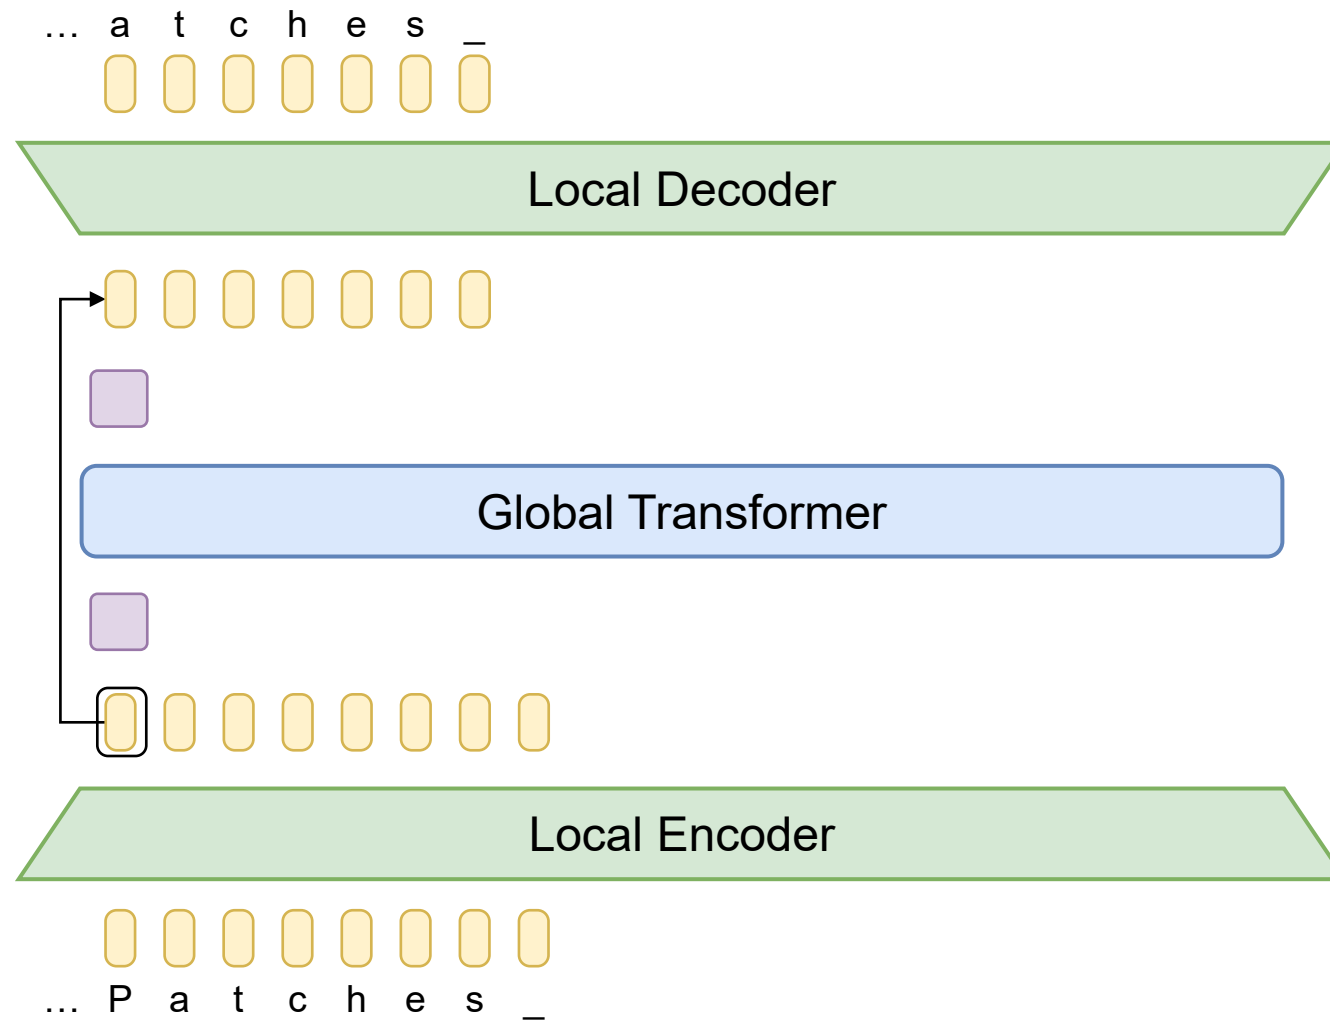 … a t c h e s _
Local Decoder
Global Transformer
Local Encoder
… P a t c h e s _